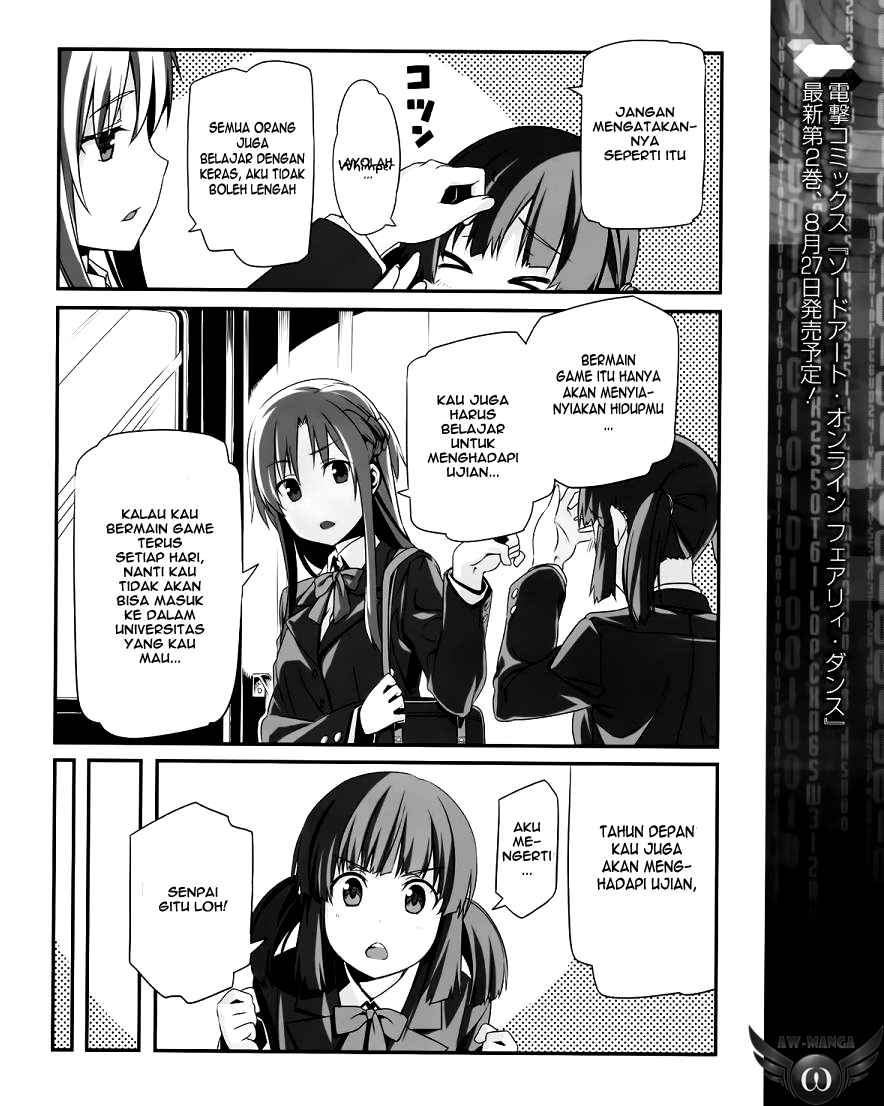 JANGAN
MENGATAKAN-
NYA
SEPERTI ITU
コツン
SEMUA ORANG
JUGA
BELAJAR DENGAN
KERAS, AKU TIDAK
BOLEH LENGAH
BERMAIN
GAME ITU HANYA
AKAN MENYIA-
NYIAKAN HIDUPMU
...
KAU JUGA
HARUS
BELAJAR
UNTUK
MENGHADAPI
UJIAN...
KALAU KAU
BERMAIN GAME
TERUS
SETIAP HARI,
NANTI KAU
TIDAK AKAN
BISA MASUK
KE DALAM
UNIVERSITAS
YANG KAU
MAU...
TAHUN DEPAN
KAU JUGA
AKAN MENG-
HADAPI UJIAN,
AKU
ME-
NGERTI
...
SENPAI
GITU LOH!
電撃コミックス『ソードアート・オンライン フェアリィ・ダンス』
最新第2巻、8月27日発売予定!
AW-MANGA
ω